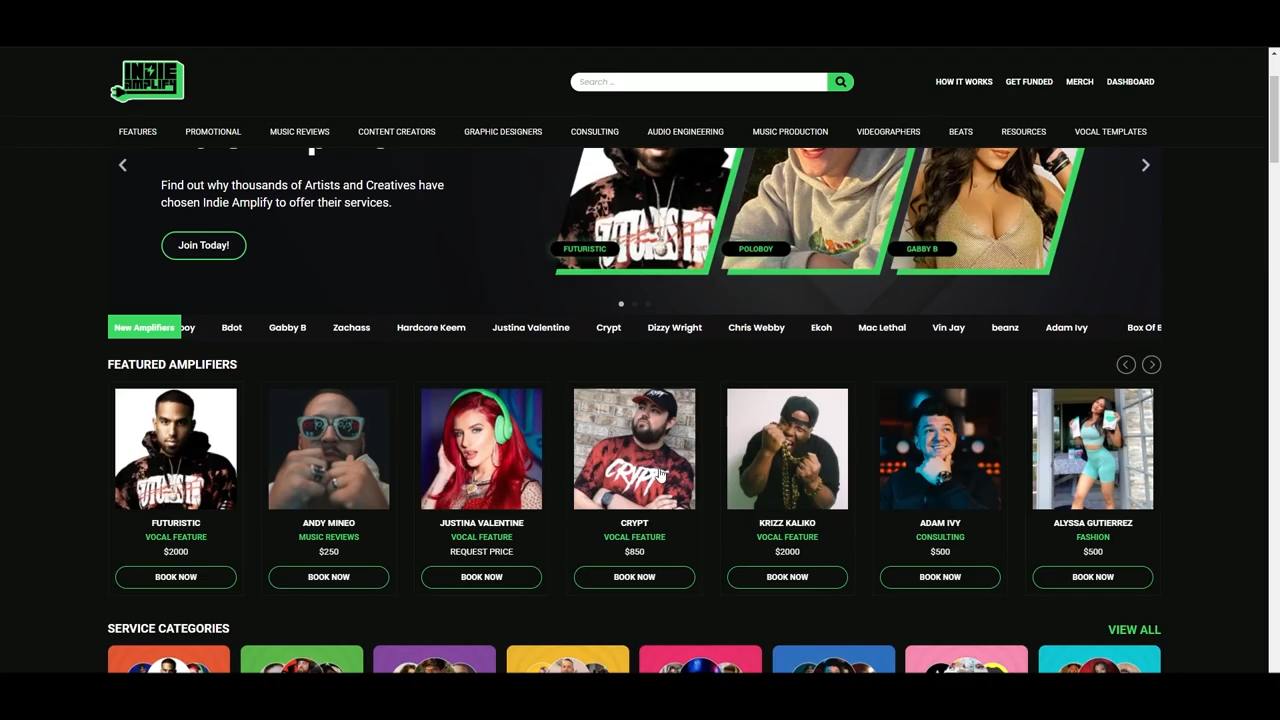 INDIE
AMPLIFY
Search ...
HOW IT WORKS
GET FUNDED
MERCH
DASHBOARD
FEATURES
PROMOTIONAL
MUSIC REVIEWS
CONTENT CREATORS
GRAPHIC DESIGNERS
CONSULTING
AUDIO ENGINEERING
MUSIC PRODUCTION
VIDEOGRAPHERS
BEATS
RESOURCES
VOCAL TEMPLATES
Find out why thousands of Artists and Creatives have
chosen Indie Amplify to offer their services.
Join Today!
FUTURISTIC
POLOBOY
GABBY B
New Amplifiers
oy
Bdot
Gabby B
Zachass
Hardcore Keem
Justina Valentine
Crypt
Dizzy Wright
Chris Webby
Ekoh
Mac Lethal
Vin Jay
beanz
Adam Ivy
Box Of B
FEATURED AMPLIFIERS
CRYPT
FUTURISTIC
VOCAL FEATURE
$2000
BOOK NOW
ANDY MINEO
MUSIC REVIEWS
$250
BOOK NOW
JUSTINA VALENTINE
VOCAL FEATURE
REQUEST PRICE
BOOK NOW
CRYPT
VOCAL FEATURE
$850
BOOK NOW
KRIZZ KALIKO
VOCAL FEATURE
$2000
BOOK NOW
ADAM IVY
CONSULTING
$500
BOOK NOW
ALYSSA GUTIERREZ
FASHION
$500
BOOK NOW
SERVICE CATEGORIES
VIEW ALL